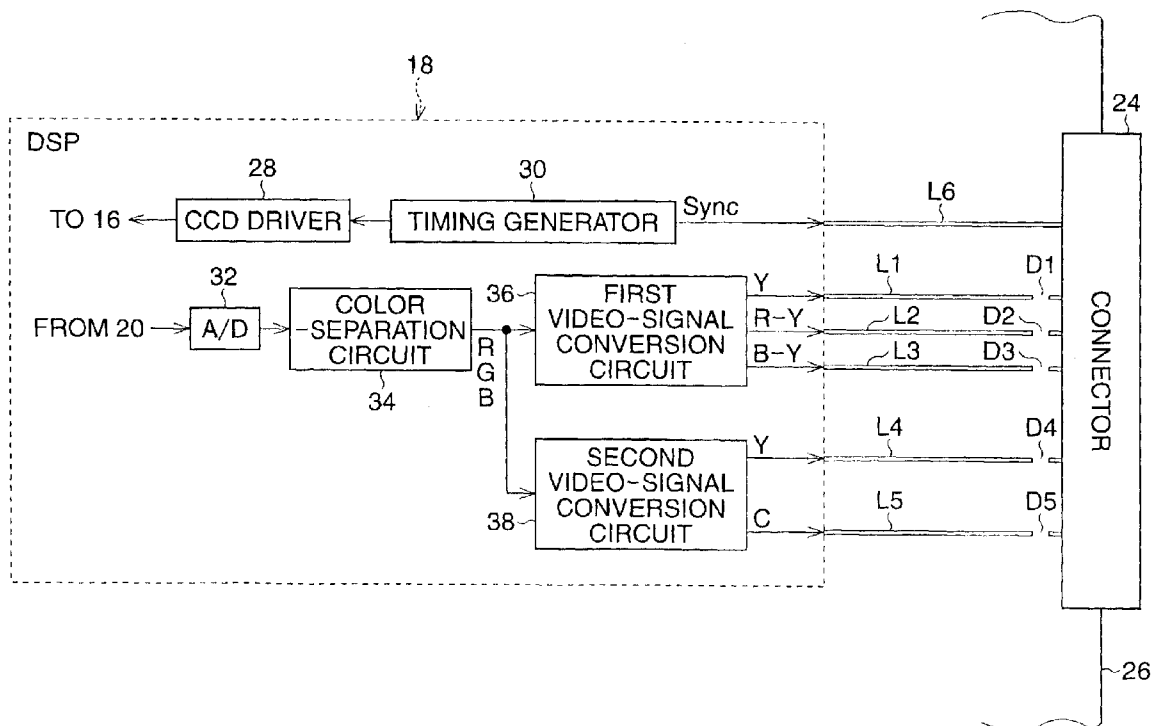 18
24
DSP
28
30
TO 16
CCD DRIVER
TIMING GENERATOR
Sync
L6
32
FROM 20
A/D
COLOR
-SEPARATION
CIRCUIT
34
R
G
B
36
FIRST
VIDEO-SIGNAL
CONVERSION
CIRCUIT
Y
R-Y
B-Y
L1
L2
L3
D1
D2
D3
38
SECOND
VIDEO-SIGNAL
CONVERSION
CIRCUIT
Y
C
L4
L5
D4
D5
CONNECTOR
26